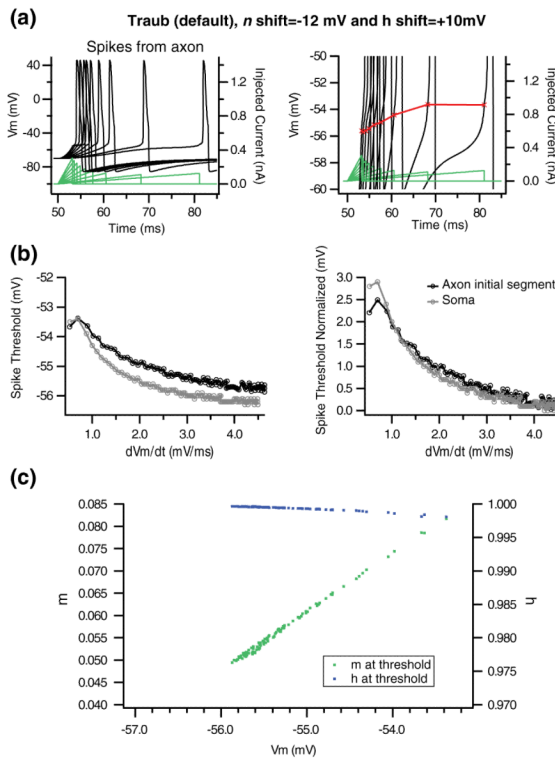 (a)
Traub (default), n shift=-12 mV and h shift=+10mV
Spikes from axon
40
0
-40
-80
Vm (mV)
1.2
0.8
0.4
0.0
Injected Current (nA)
50 60 70 80
Time (ms)
-50
-52
-54
-56
-58
-60
Vm (mV)
1.2
0.8
0.4
0.0
Injected Current (nA)
50 60 70 80
Time (ms)
(b)
-52
-53
-54
-55
-56
Spike Threshold (mV)
1.0 2.0 3.0 4.0
dVm/dt (mV/ms)
3.0
2.5
2.0
1.5
1.0
0.5
0.0
Spike Threshold Normalized (mV)
Axon initial segment
Soma
1.0 2.0 3.0 4.0
dVm/dt (mV/ms)
(c)
0.085
0.080
0.075
0.070
0.065
0.060
0.055
0.050
0.045
0.040
m
1.000
0.995
0.990
0.985
0.980
0.975
0.970
h
m at threshold
h at threshold
-57.0 -56.0 -55.0 -54.0
Vm (mV)